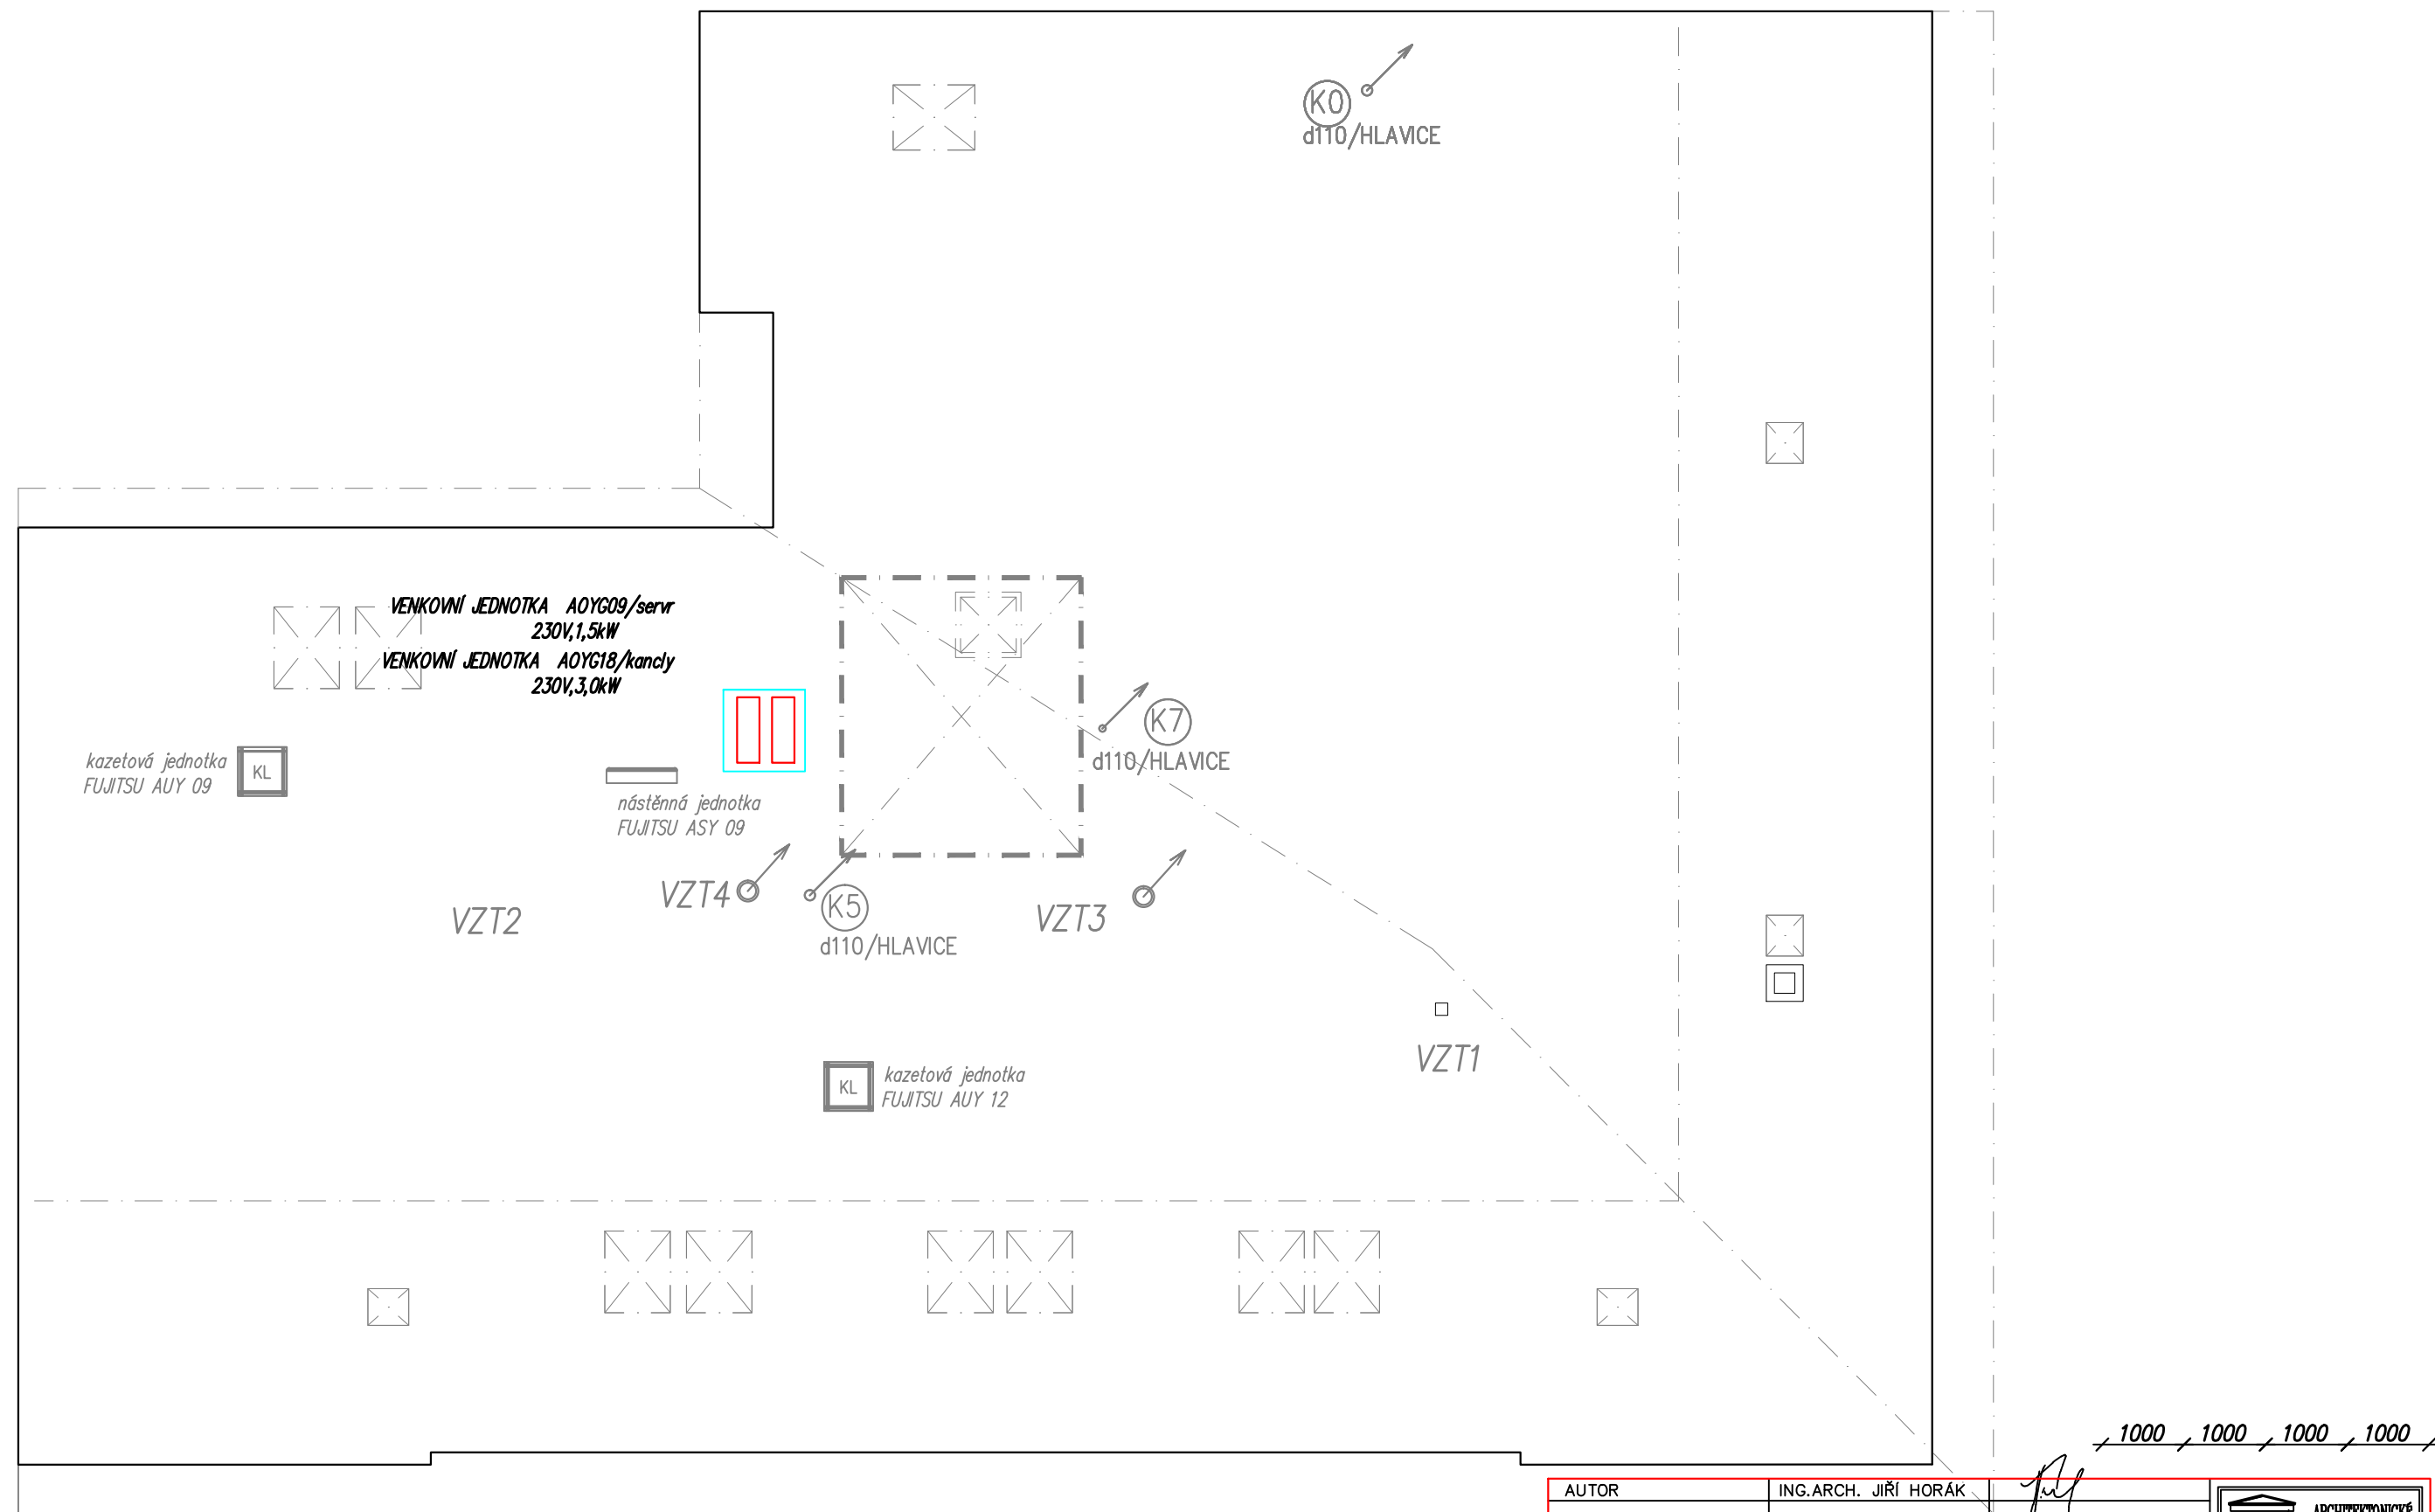 K0
d110/HLAVICE
VENKOVNÍ JEDNOTKA AOYG09/servr
230V,1,5kW
VENKOVNÍ JEDNOTKA AOYG18/kancly
230V,3,0kW
K7
d110/HLAVICE
kazetová jednotka
FUJITSU AUY 09
KL
nástěnná jednotka
FUJITSU ASY 09
VZT4
K5
d110/HLAVICE
VZT2
VZT3
VZT1
KL
kazetová jednotka
FUJITSU AUY 12
1000 1000 1000 1000
AUTOR ING.ARCH. JIŘÍ HORÁK
ARCHITEKTONICKÉ